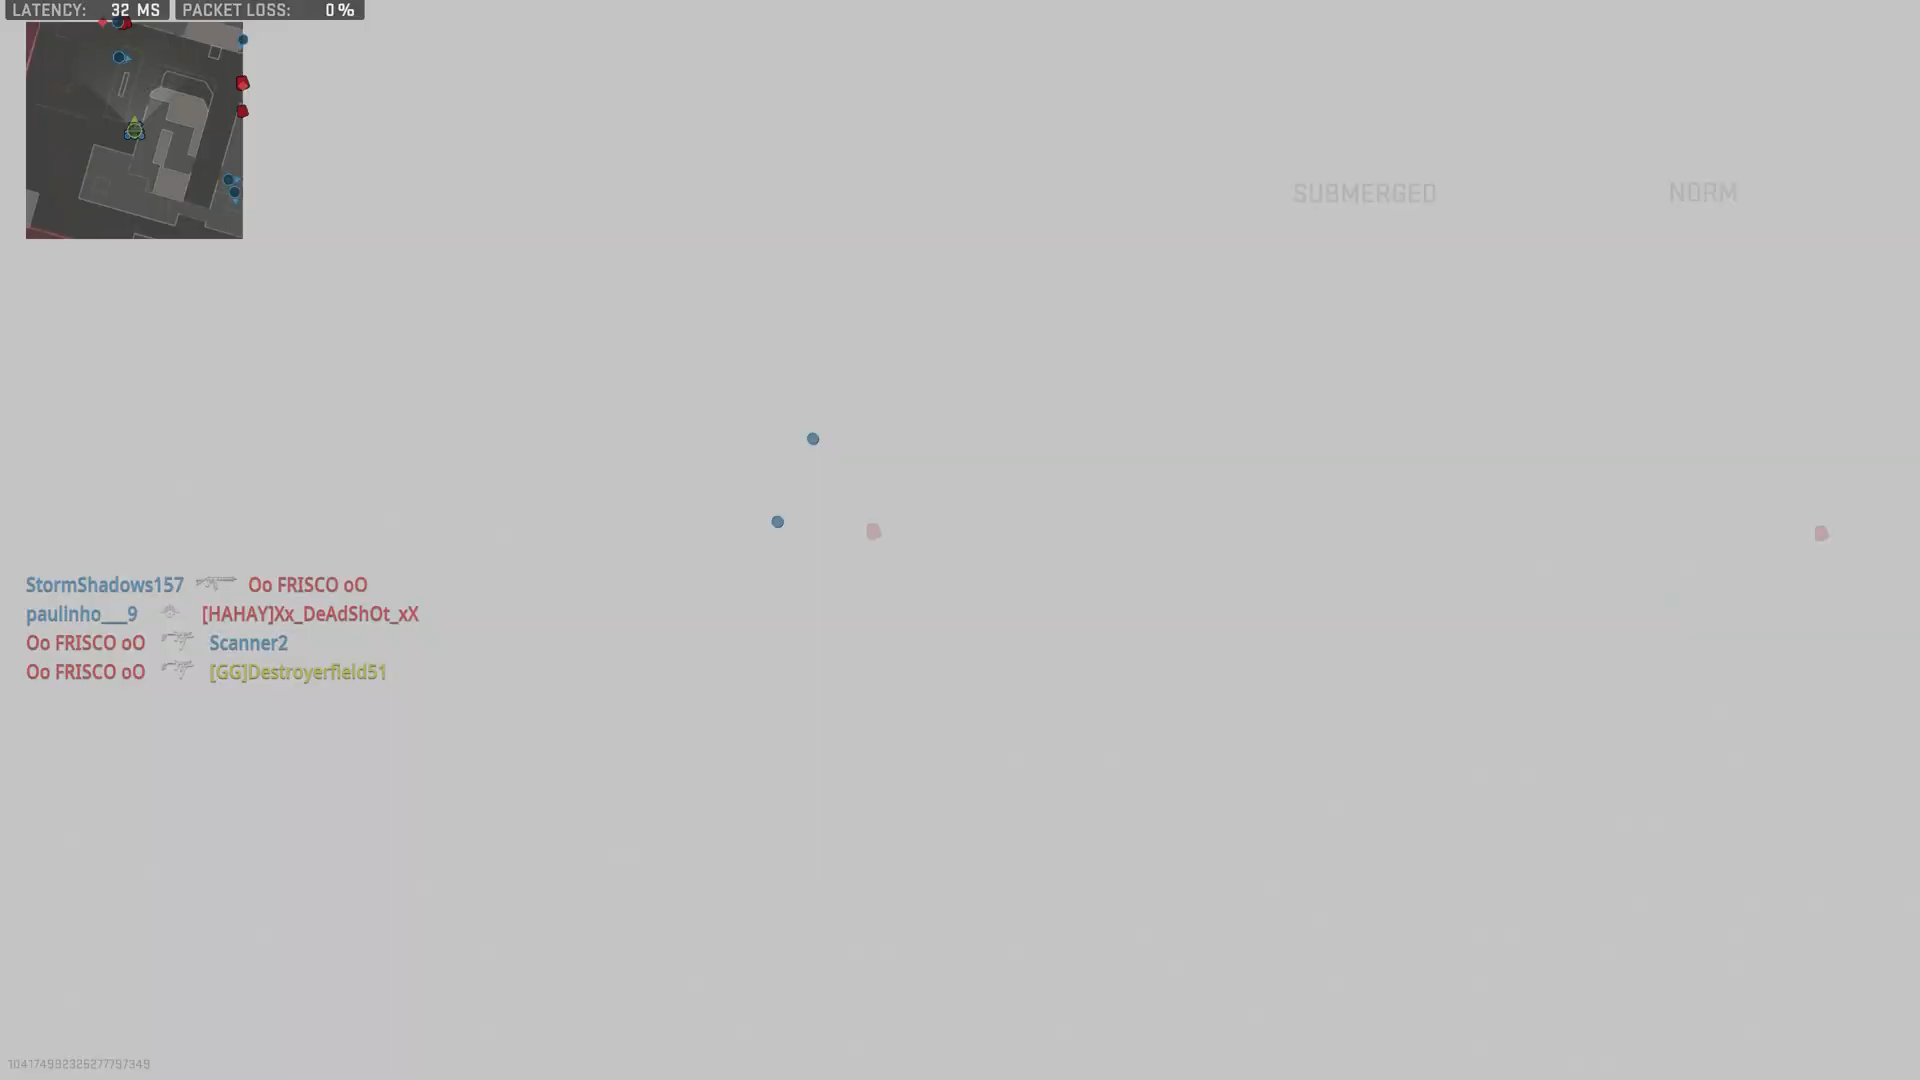 LATENCY: 32 MS PACKET LOSS: 0 %
SUBMERGED NORM
StormShadows157 Oo FRISCO oO
paulinho___9 [HAHAY]Xx_DeAdShOt_xX
Oo FRISCO oO Scanner2
Oo FRISCO oO [GG]Destroyerfield51